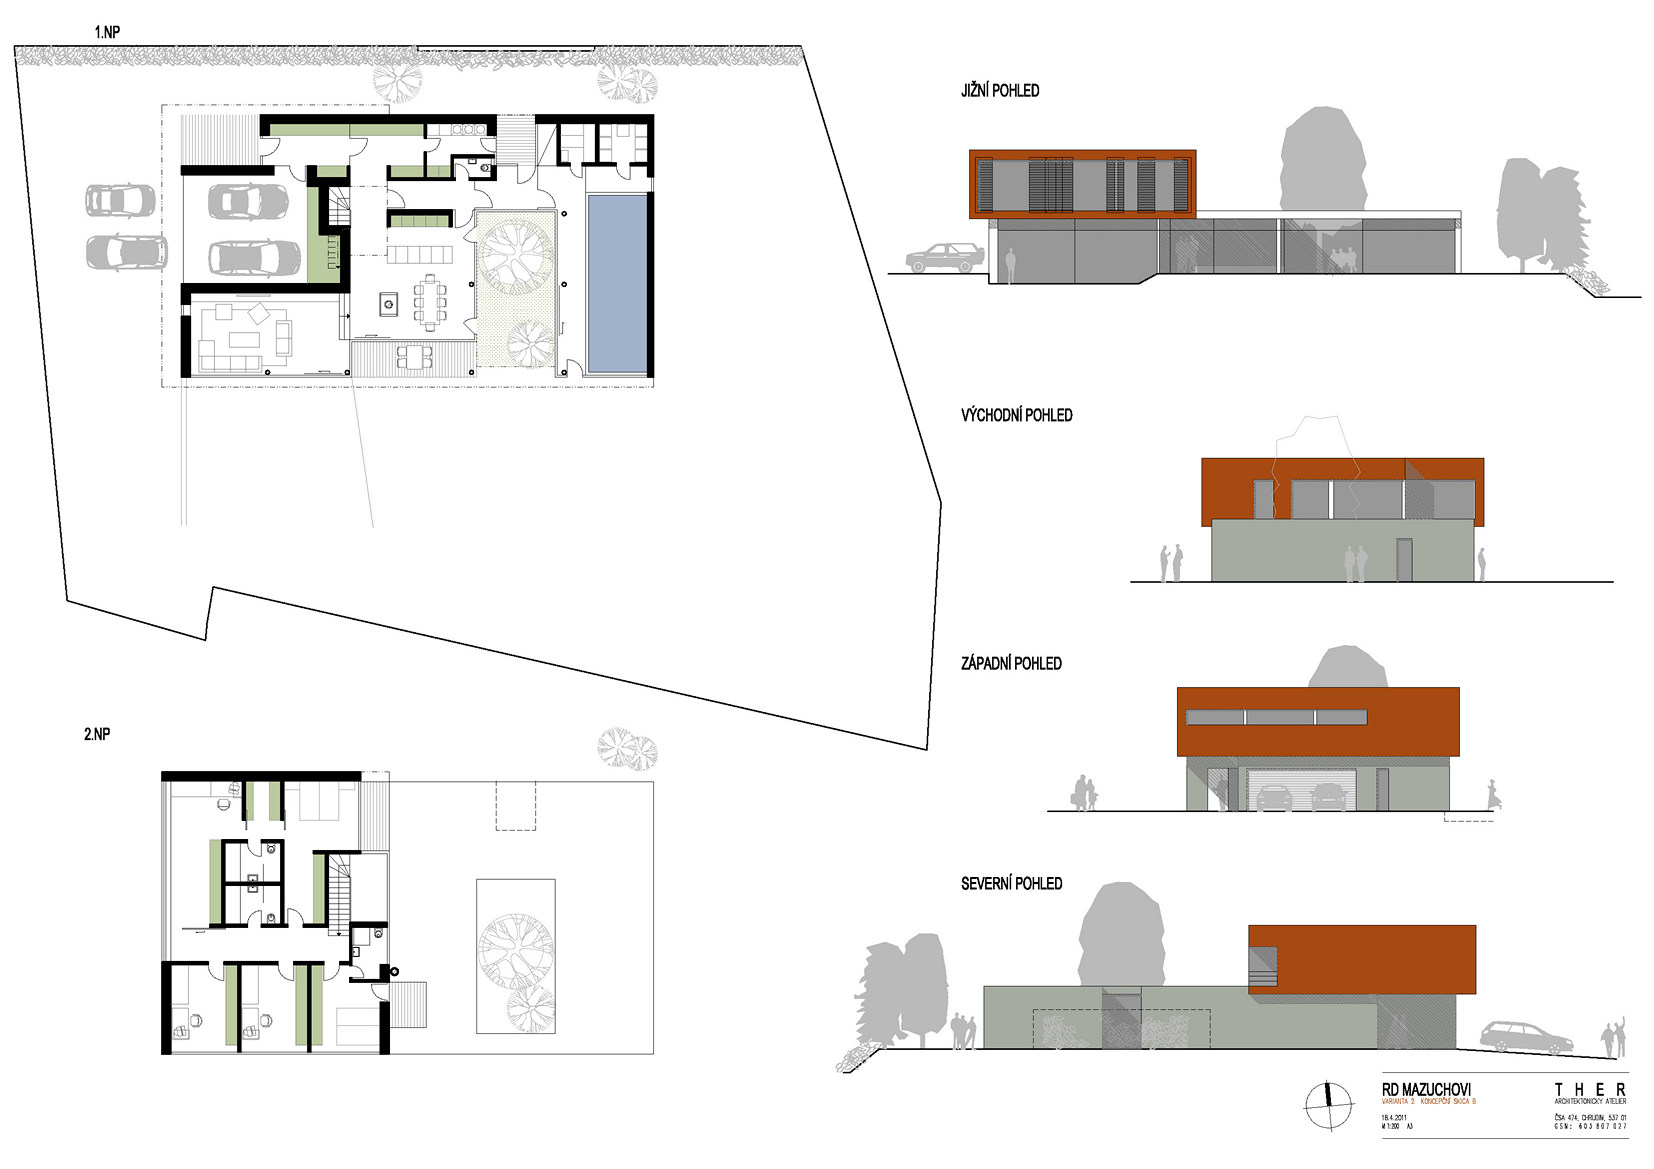 1.NP
JIŽNÍ POHLED
VÝCHODNÍ POHLED
ZÁPADNÍ POHLED
2.NP
SEVERNÍ POHLED
RD MAZUCHOVI
VARIANTA 2 KONCEPČNÍ SKICA B
18.4.2011
M 1:200 A3
THER
ARCHITEKTONICKÝ ATELIER
ČSA 474, CHRUDIM, 537 01
GSM: 603 807 027